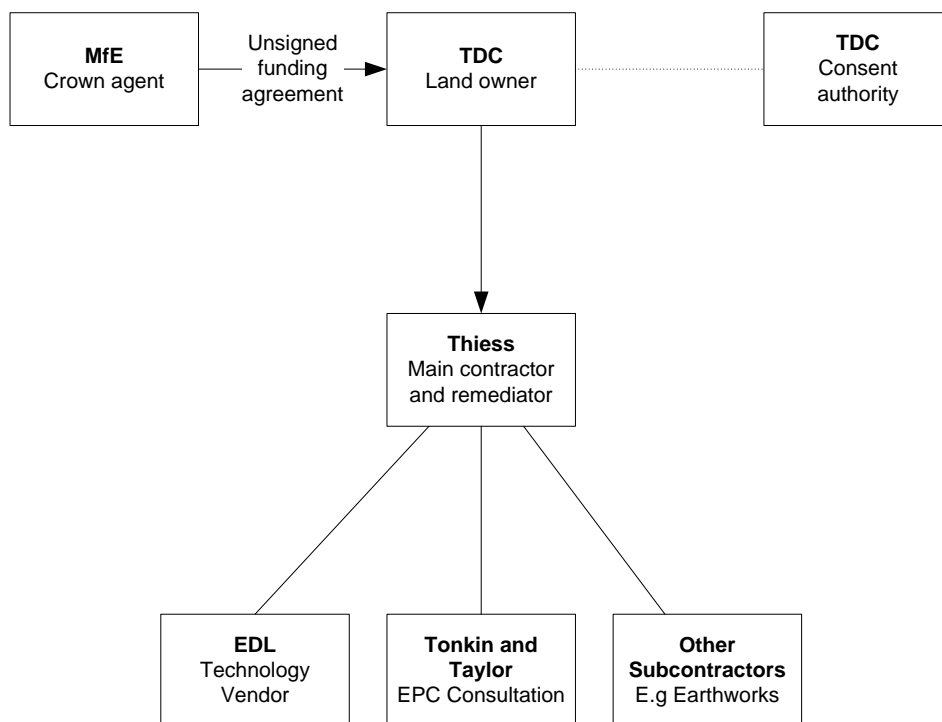 MfE
Crown agent
Unsigned
funding
agreement
TDC
Land owner
TDC
Consent
authority
Thiess
Main contractor
and remediator
EDL
Technology
Vendor
Tonkin and
Taylor
EPC Consultation
Other
Subcontractors
E.g Earthworks